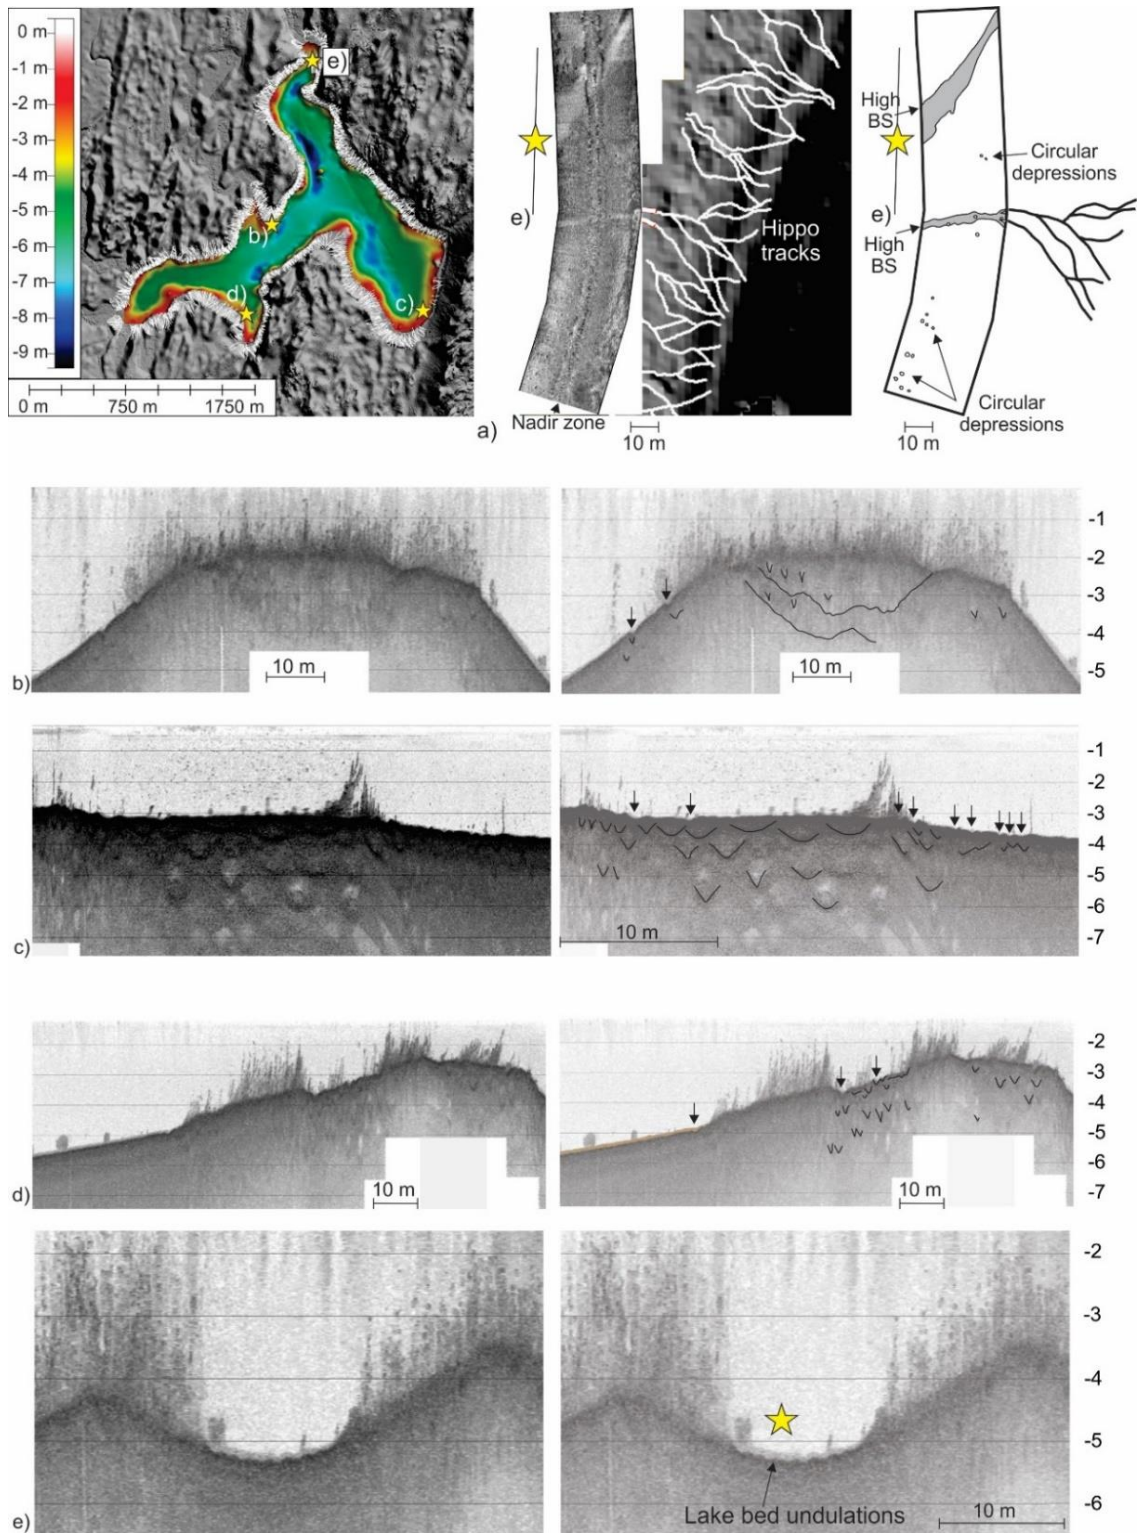 0 m
-1 m
-2 m
-3 m
-4 m
-5 m
-6 m
-7 m
-8 m
-9 m
e)
b)
d)
c)
0 m 750 m 1750 m
e)
Hippo
tracks
Nadir zone
10 m
a)
High
BS
Circular
depressions
e)
High
BS
Circular
depressions
10 m
-1
-2
-3
-4
-5
10 m
10 m
b)
-1
-2
-3
-4
-5
-6
-7
10 m
c)
-2
-3
-4
-5
-6
-7
10 m
10 m
d)
-2
-3
-4
-5
-6
Lake bed undulations
10 m
e)